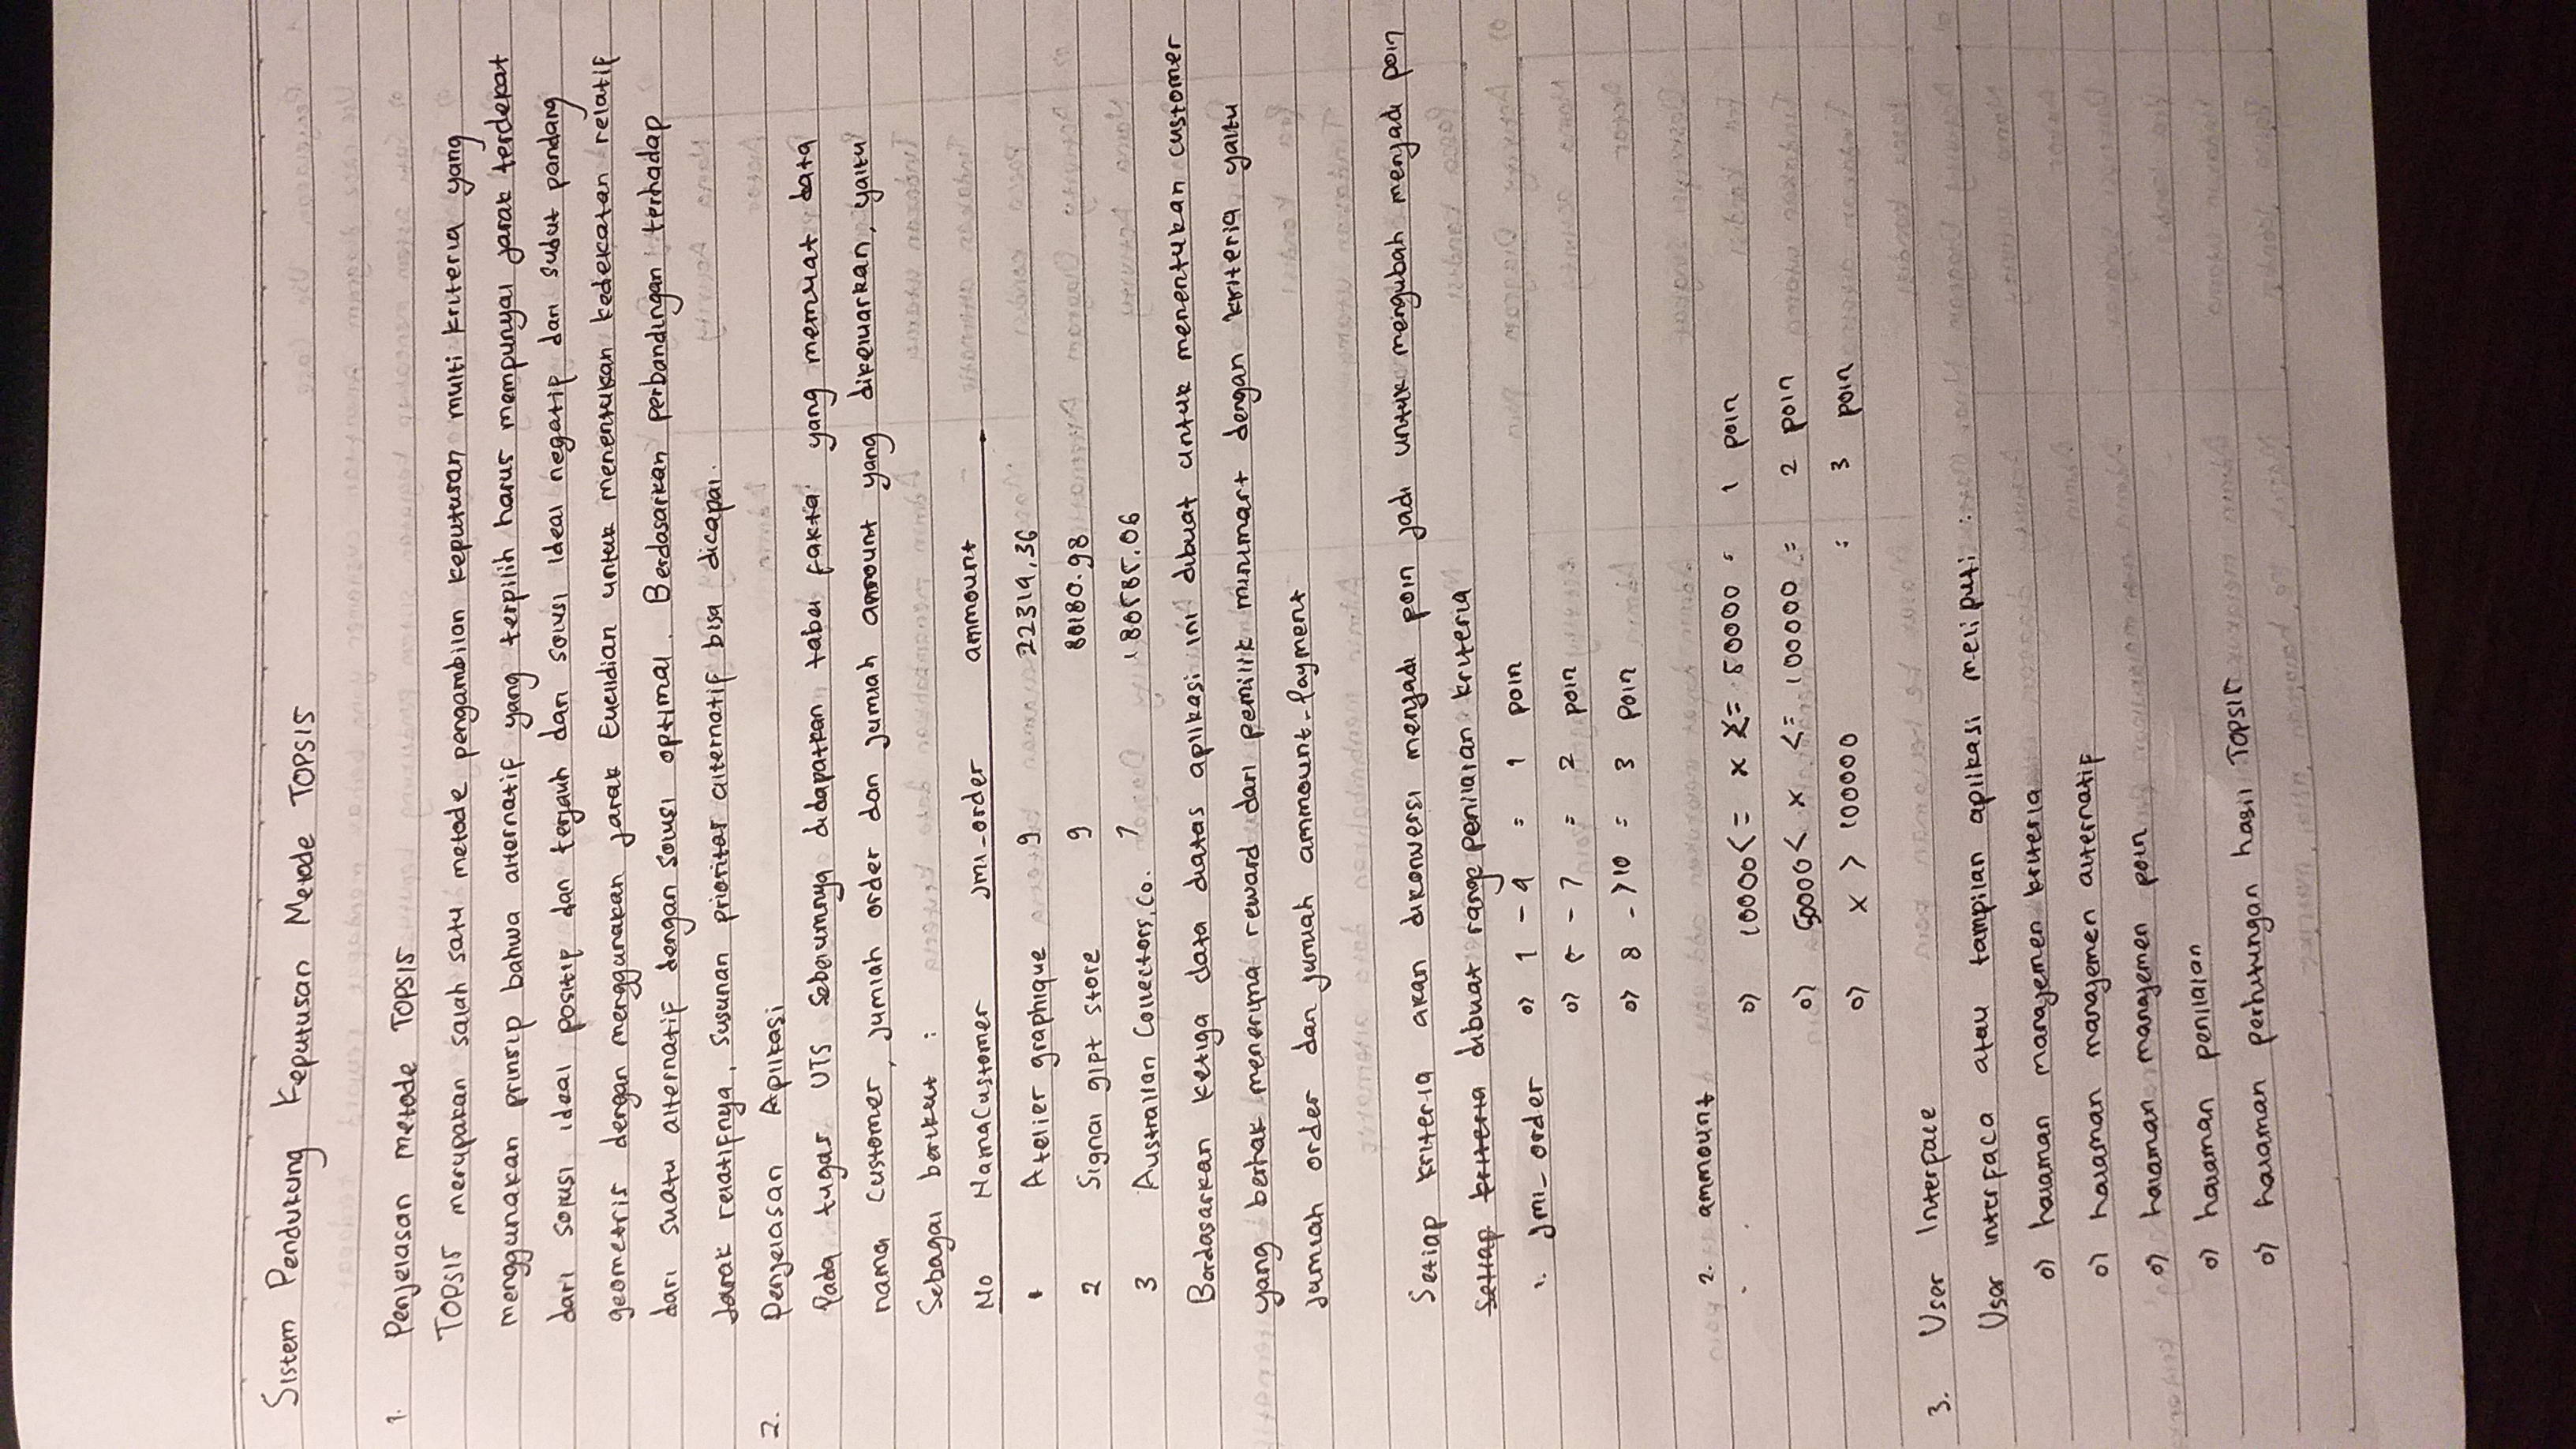 Sistem Pendukung Keputusan Metode TOPSIS
1. Penjelasan metode TOPSIS
TOPSIS merupakan salah satu metode pengambilan keputusan multi kriteria yang
menggunakan prinsip bahwa alternatif yang terpilih harus mempunyai jarak terdekat
dari solusi ideal positif dan terjauh dari solusi ideal negatif dari sudut pandang
geometris dengan menggunakan jarak Euclidian untuk menentukan kedekatan relatif
dari suatu alternatif dengan solusi optimal. Berdasarkan perbandingan terhadap
Jarak relatifnya, susunan prioritas alternatif bisa dicapai.
2. Penjelasan Aplikasi
Pada tugas UTS sebelumnya didapatkan tabel fakta yang memuat data
nama customer, jumlah order dan jumlah amount yang dikeluarkan, yaitu
Sebagai berikut :
No NamaCustomer jml_order ammount
1 Atelier graphique 9 22314,36
2 Signal gift store 9 80180.98
3 Australian Collectors, Co. 7 180585.06
Berdasarkan ketiga data diatas aplikasi ini dibuat untuk menentukan customer
yang berhak menerima reward dari pemilik minimart dengan kriteria yaitu
jumlah order dan jumlah ammount_Payment
Setiap kriteria akan dikonversi menjadi poin jadi untuk mengubah menjadi poin
Setiap kriteria dibuat range penilaian kriteria
1. Jml_order o) 1 - 4 = 1 poin
o) 5 - 7 = 2 poin
o) 8 - >10 = 3 poin
2. ammount
o) 10000 <= x <= 50000 = 1 poin
o) 50000 < x <= 100000 = 2 poin
o) x > 100000 = 3 poin
3. User Interface
User interfaca atau tampilan aplikasi meliputi :
o) halaman manajemen kriteria
o) halaman manajemen alternatif
o) halaman manajemen poin
o) halaman penilaian
o) halaman perhitungan hasil TOPSIS